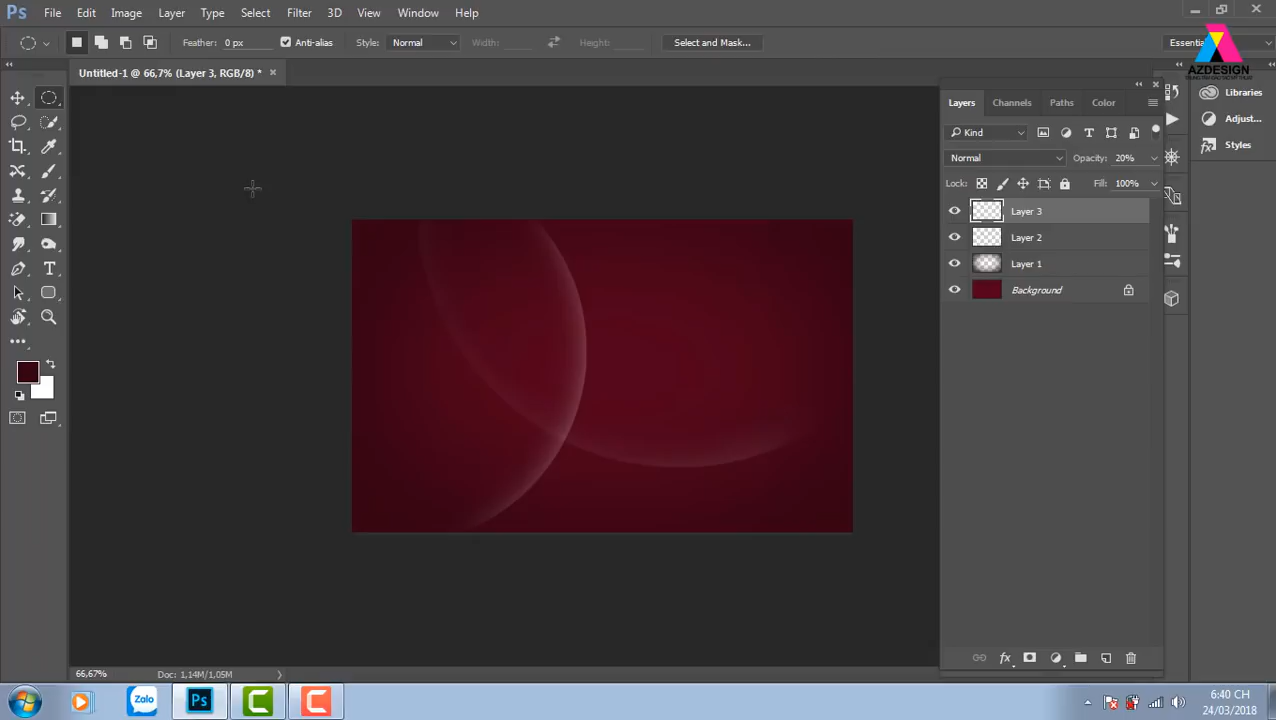 Ps File Edit Image Layer Type Select Filter 3D View Window Help
Feather: 0 px Anti-alias Style: Normal Width: Height: Select and Mask... Essentia
AZDESIGN
Untitled-1 @ 66,7% (Layer 3, RGB/8) *
Layers Channels Paths Color
Libraries
Kind
Adjust...
Styles
Normal Opacity: 20%
Lock: Fill: 100%
Layer 3
Layer 2
Layer 1
Background
fx
66,67% Doc: 1,14M/1,05M
Zalo Ps
6:40 CH
24/03/2018